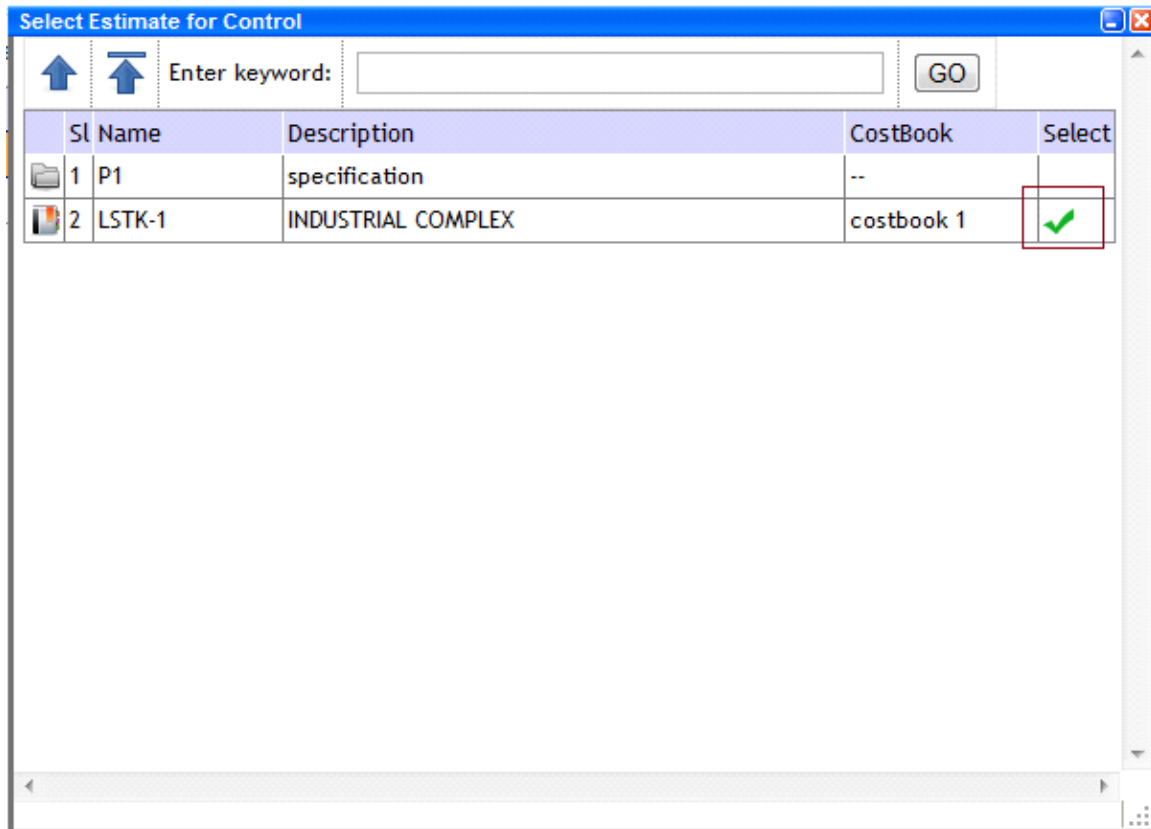 Select Estimate for Control
Enter keyword: GO
Sl Name Description CostBook Select
1 P1 specification --
2 LSTK-1 INDUSTRIAL COMPLEX costbook 1